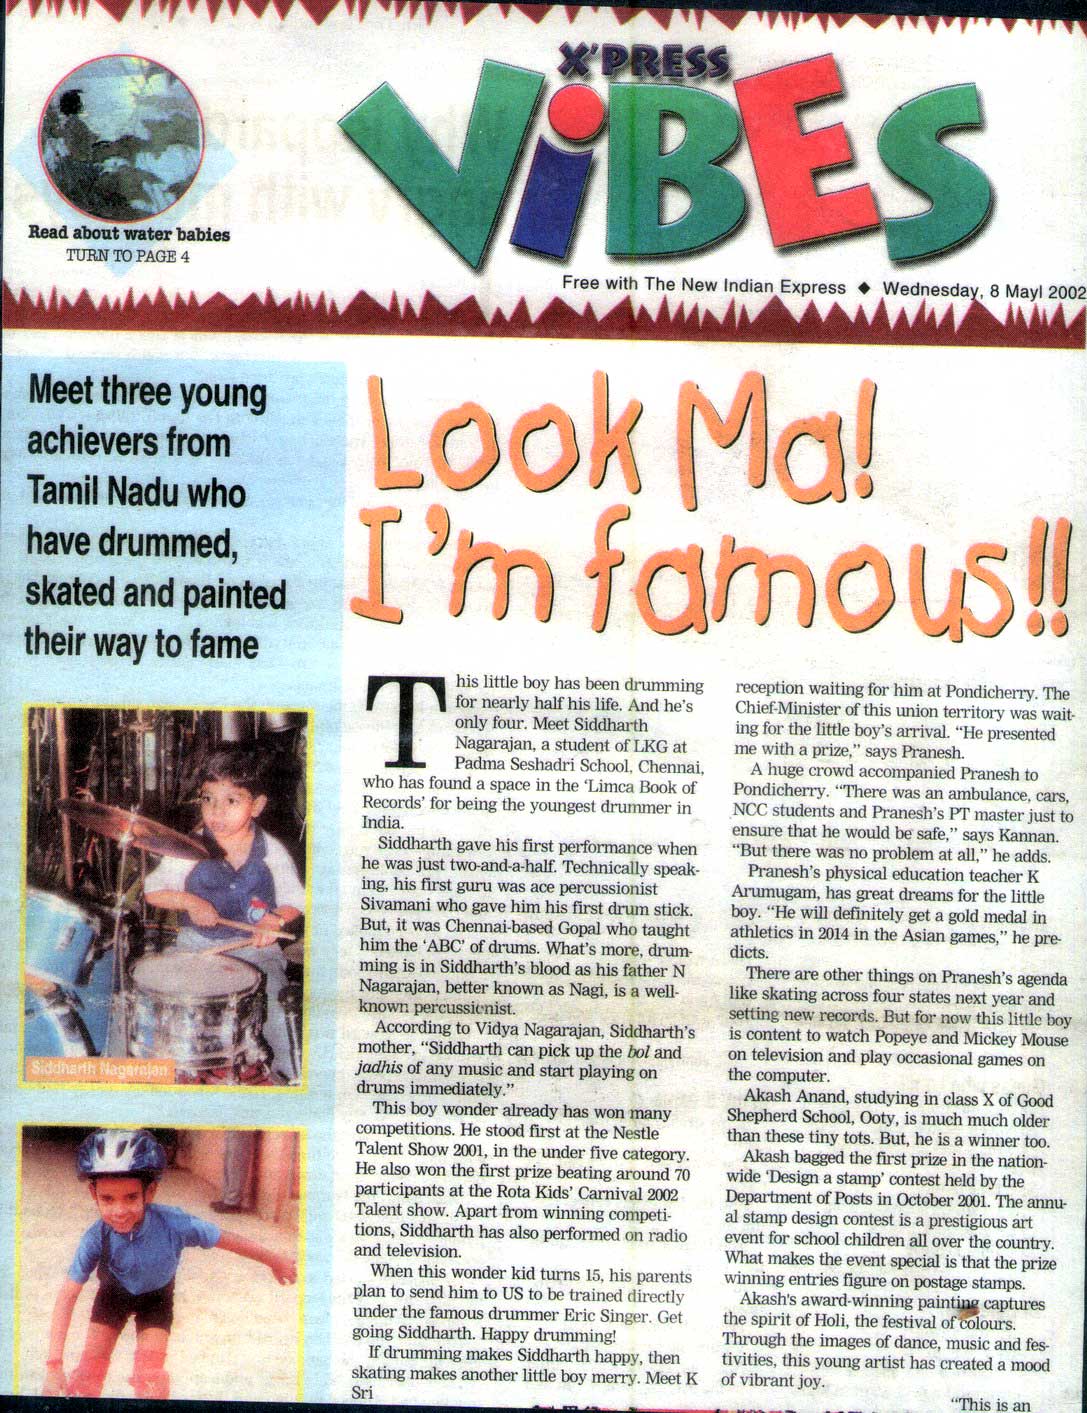 X'PRESS
ViBES
Read about water babies
TURN TO PAGE 4
Free with The New Indian Express ◆ Wednesday, 8 Mayl 2002
Meet three young
achievers from
Tamil Nadu who
have drummed,
skated and painted
their way to fame
Look Ma!
I'm famous!!
Siddharth Nagarajan
This little boy has been drumming
for nearly half his life. And he's
only four. Meet Siddharth
Nagarajan, a student of LKG at
Padma Seshadri School, Chennai,
who has found a space in the 'Limca Book of
Records' for being the youngest drummer in
India.
Siddharth gave his first performance when
he was just two-and-a-half. Technically speak-
ing, his first guru was ace percussionist
Sivamani who gave him his first drum stick.
But, it was Chennai-based Gopal who taught
him the 'ABC' of drums. What's more, drum-
ming is in Siddharth's blood as his father N
Nagarajan, better known as Nagi, is a well-
known percussionist.
According to Vidya Nagarajan, Siddharth's
mother, "Siddharth can pick up the bol and
jadhis of any music and start playing on
drums immediately."
This boy wonder already has won many
competitions. He stood first at the Nestle
Talent Show 2001, in the under five category.
He also won the first prize beating around 70
participants at the Rota Kids' Carnival 2002
Talent show. Apart from winning competi-
tions, Siddharth has also performed on radio
and television.
When this wonder kid turns 15, his parents
plan to send him to US to be trained directly
under the famous drummer Eric Singer. Get
going Siddharth. Happy drumming!
If drumming makes Siddharth happy, then
skating makes another little boy merry. Meet K
Sri
reception waiting for him at Pondicherry. The
Chief-Minister of this union territory was wait-
ing for the little boy's arrival. "He presented
me with a prize," says Pranesh.
A huge crowd accompanied Pranesh to
Pondicherry. "There was an ambulance, cars,
NCC students and Pranesh's PT master just to
ensure that he would be safe," says Kannan.
"But there was no problem at all," he adds.
Pranesh's physical education teacher K
Arumugam, has great dreams for the little
boy. "He will definitely get a gold medal in
athletics in 2014 in the Asian games," he pre-
dicts.
There are other things on Pranesh's agenda
like skating across four states next year and
setting new records. But for now this little boy
is content to watch Popeye and Mickey Mouse
on television and play occasional games on
the computer.
Akash Anand, studying in class X of Good
Shepherd School, Ooty, is much much older
than these tiny tots. But, he is a winner too.
Akash bagged the first prize in the nation-
wide 'Design a stamp' contest held by the
Department of Posts in October 2001. The annu-
al stamp design contest is a prestigious art
event for school children all over the country.
What makes the event special is that the prize
winning entries figure on postage stamps.
Akash's award-winning painting captures
the spirit of Holi, the festival of colours.
Through the images of dance, music and fes-
tivities, this young artist has created a mood
of vibrant joy.
"This is an